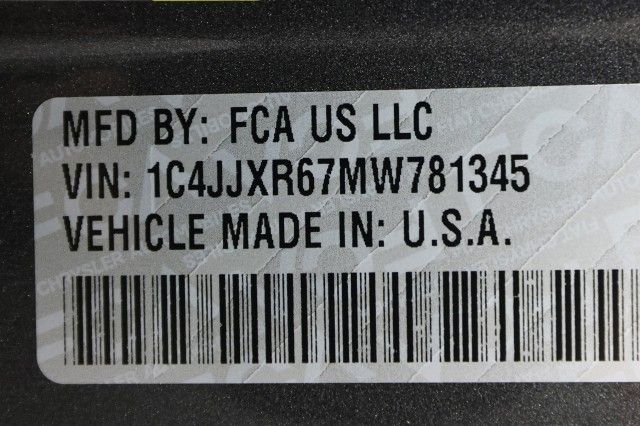 MFD BY: FCA US LLC
VIN: 1C4JJXR67MW781345
VEHICLE MADE IN: U.S.A.